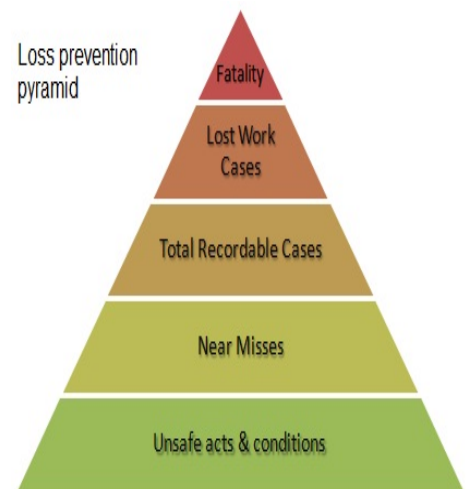 Loss prevention
pyramid
Fatality
Lost Work
Cases
Total Recordable Cases
Near Misses
Unsafe acts & conditions